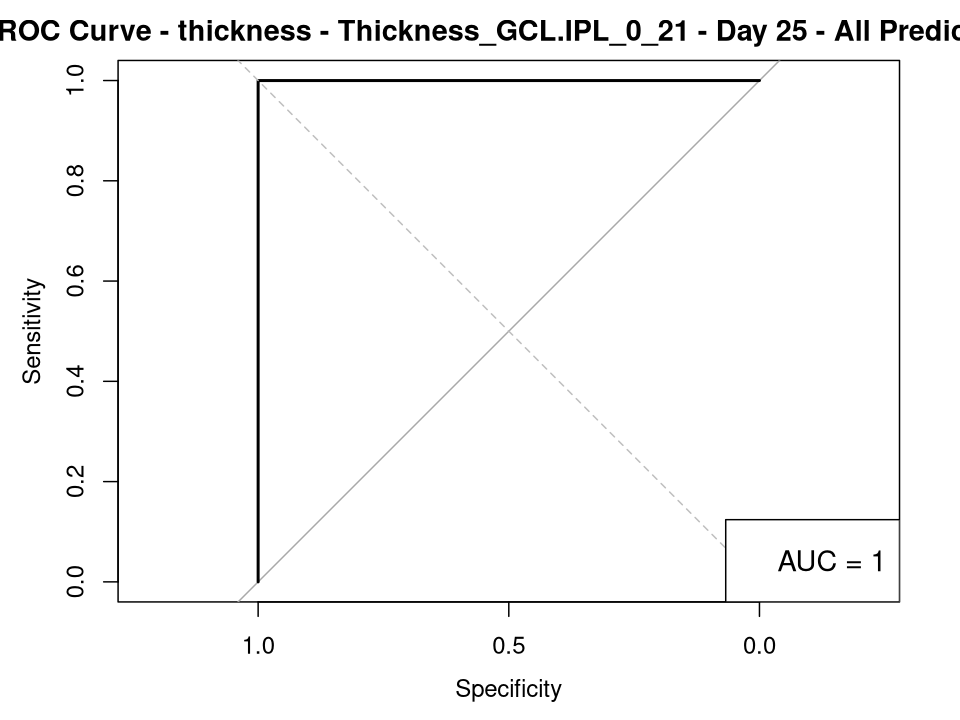 ROC Curve - thickness - Thickness_GCL.IPL_0_21 - Day 25 - All Predic
1.0
0.8
0.6
0.4
0.2
0.0
Sensitivity
AUC = 1
1.0 0.5 0.0
Specificity